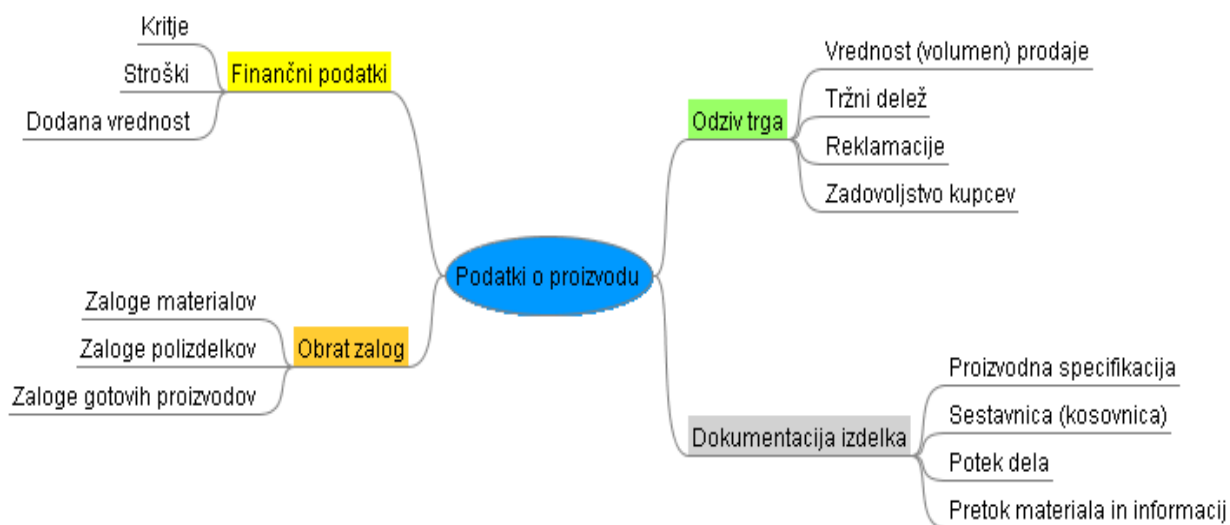 Kritje
Stroški
Dodana vrednost
Finančni podatki
Zaloge materialov
Zaloge polizdelkov
Zaloge gotovih proizvodov
Obrat zalog
Podatki o proizvodu
Odziv trga
Vrednost (volumen) prodaje
Tržni delež
Reklamacije
Zadovoljstvo kupcev
Dokumentacija izdelka
Proizvodna specifikacija
Sestavnica (kosovnica)
Potek dela
Pretok materiala in informacij